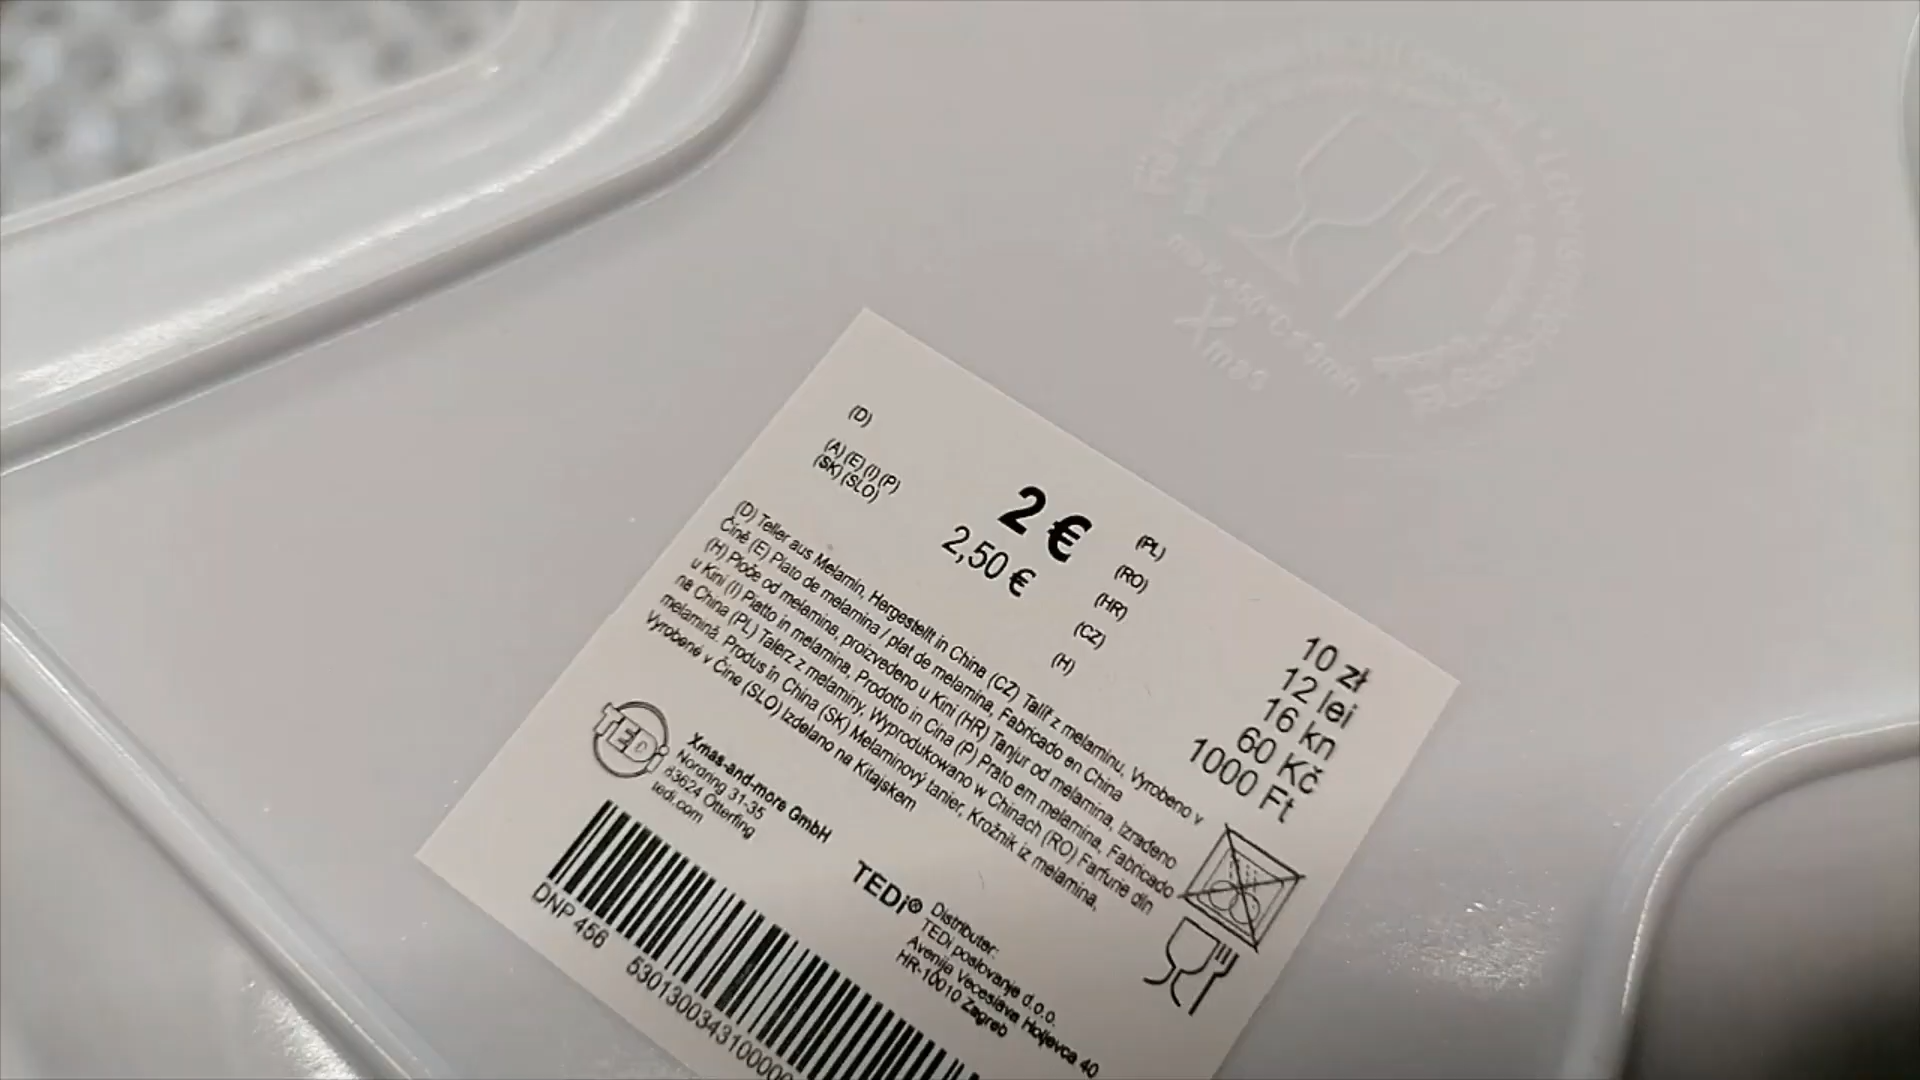 Xmas
(D)
2 €
(A) (E) (I) (P)
(SK) (SLO)
2,50 €
(PL) 10 zł
(RO) 12 lei
(HR) 16 kn
(CZ) 60 Kč
(H) 1000 Ft
(D) Teller aus Melamin, Hergestellt in China (CZ) Talíř z melaminu, Vyrobeno v
Číně (E) Plato de melamina / plat de melamina, Fabricado en China
(H) Ploče od melamina, proizvedeno u Kini (HR) Tanjur od melamina, Izrađeno
u Kini (I) Piatto in melamina, Prodotto in Cina (P) Prato em melamina, Fabricado
na China (PL) Talerz z melaminy, Wyprodukowano w Chinach (RO) Farfurie din
melamină. Produs în China (SK) Melamínový tanier, Krožnik iz melamina,
Vyrobené v Číne (SLO) Izdelano na Kitajskem
TEDi
Xmas-and-more GmbH
Nordring 31-35
83624 Otterfing
tedi.com
TEDi® Distributer:
TEDi poslovanje d.o.o.
Avenija Veceslava Holjevca 40
HR-10010 Zagreb
DNP 456